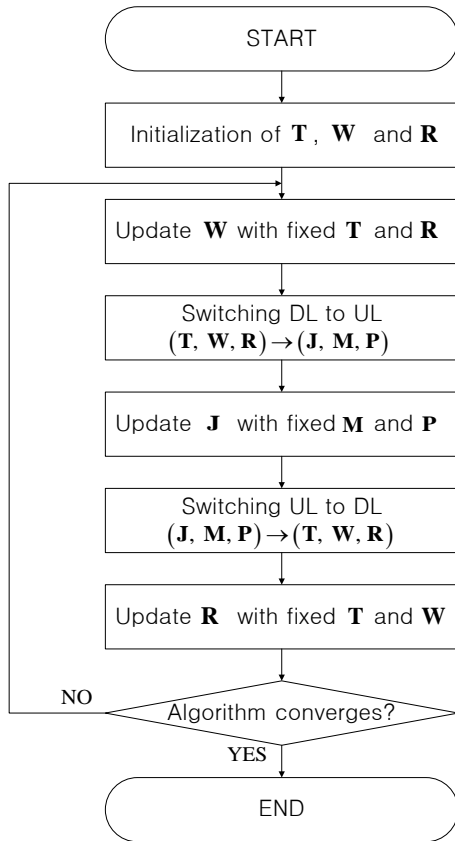 START
Initialization of T, W and R
Update W with fixed T and R
Switching DL to UL
(T, W, R) → (J, M, P)
Update J with fixed M and P
Switching UL to DL
(J, M, P) → (T, W, R)
Update R with fixed T and W
NO
Algorithm converges?
YES
END